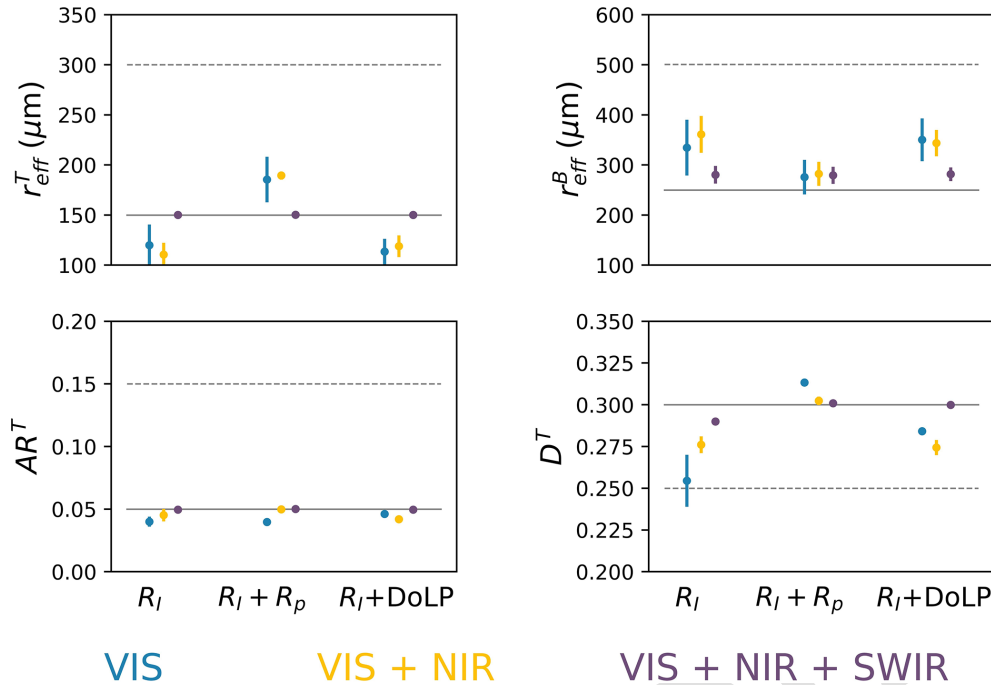 350
300
250
200
150
100
r_eff^T (μm)
600
500
400
300
200
100
r_eff^B (μm)
0.20
0.15
0.10
0.05
0.00
AR^T
R_I
R_I + R_p
R_I+DoLP
0.350
0.325
0.300
0.275
0.250
0.225
0.200
D^T
R_I
R_I + R_p
R_I+DoLP
VIS
VIS + NIR
VIS + NIR + SWIR